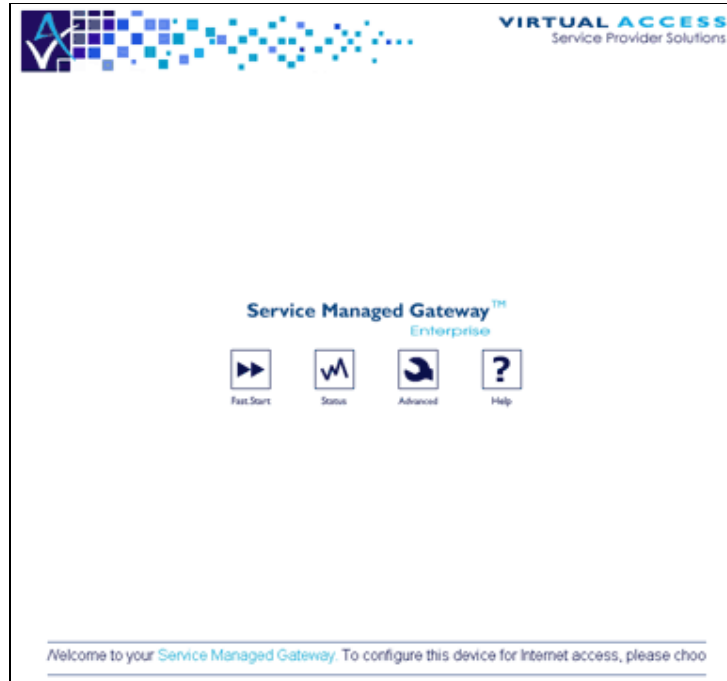 VIRTUAL ACCESS
Service Provider Solutions
Service Managed Gateway™
Enterprise
Fast.Start Status Advanced Help
Welcome to your Service Managed Gateway. To configure this device for Internet access, please choo